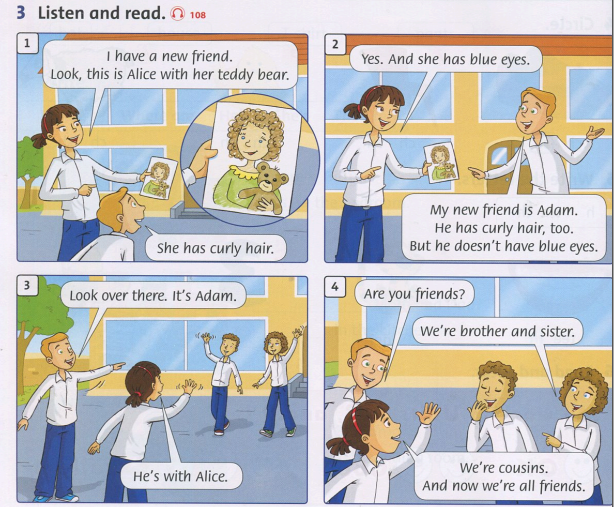 3 Listen and read. 108
1
I have a new friend.
Look, this is Alice with her teddy bear.
She has curly hair.
2
Yes. And she has blue eyes.
My new friend is Adam.
He has curly hair, too.
But he doesn't have blue eyes.
3
Look over there. It's Adam.
He's with Alice.
4
Are you friends?
We're brother and sister.
We're cousins.
And now we're all friends.